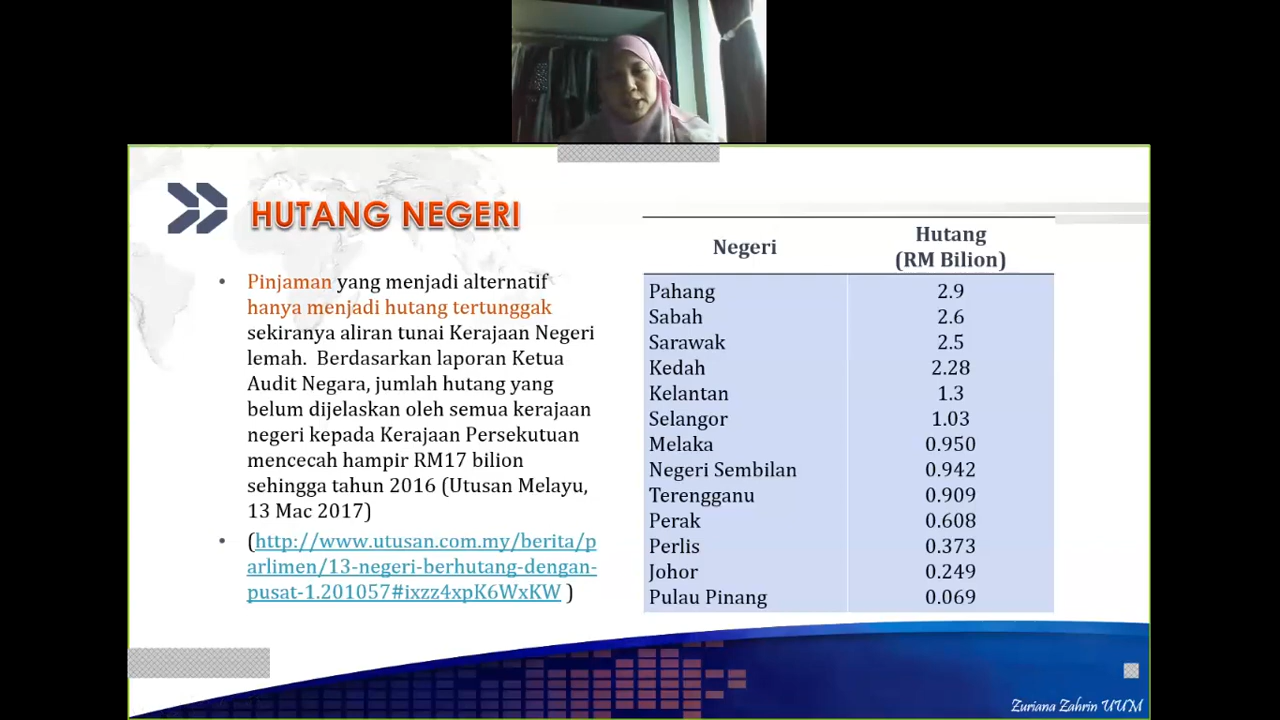 HUTANG NEGERI
Pinjaman yang menjadi alternatif
hanya menjadi hutang tertunggak
sekiranya aliran tunai Kerajaan Negeri
lemah. Berdasarkan laporan Ketua
Audit Negara, jumlah hutang yang
belum dijelaskan oleh semua kerajaan
negeri kepada Kerajaan Persekutuan
mencecah hampir RM17 bilion
sehingga tahun 2016 (Utusan Melayu,
13 Mac 2017)
(http://www.utusan.com.my/berita/p
arlimen/13-negeri-berhutang-dengan-
pusat-1.201057#ixzz4xpK6WxKW )
Negeri Hutang
(RM Bilion)
Pahang 2.9
Sabah 2.6
Sarawak 2.5
Kedah 2.28
Kelantan 1.3
Selangor 1.03
Melaka 0.950
Negeri Sembilan 0.942
Terengganu 0.909
Perak 0.608
Perlis 0.373
Johor 0.249
Pulau Pinang 0.069
Zuriana Zahrin UUM